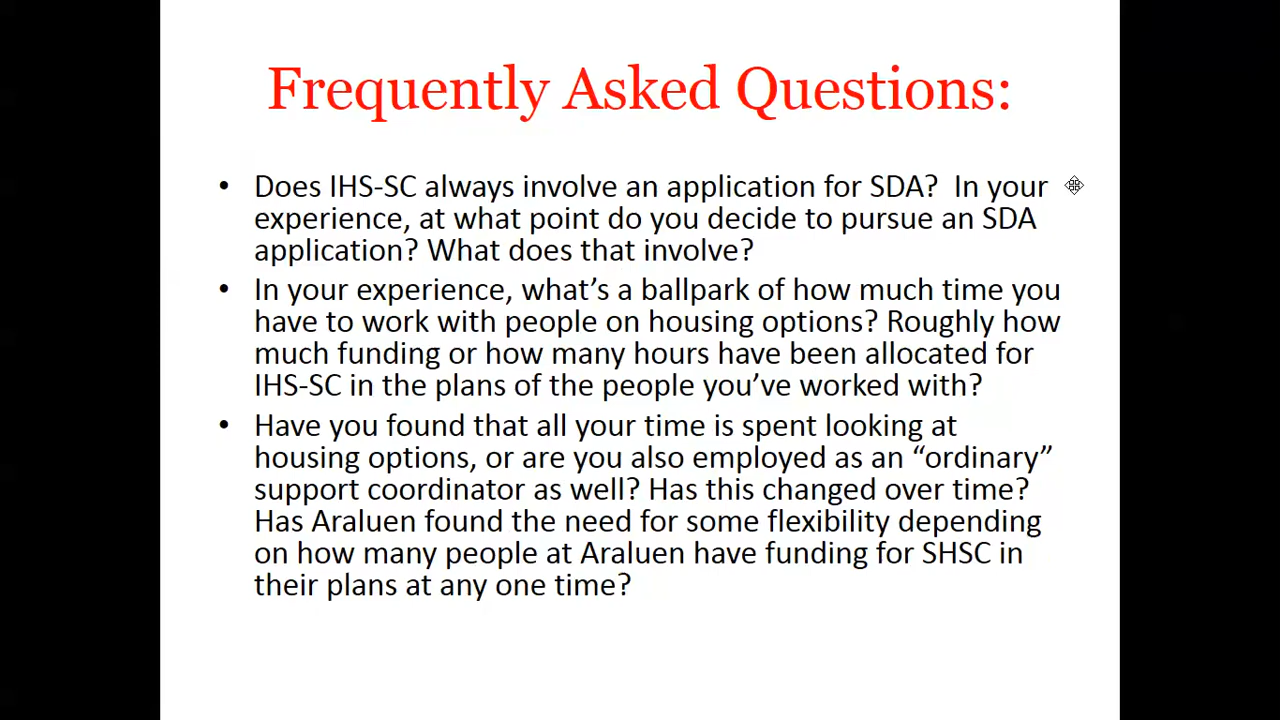 Frequently Asked Questions:
• Does IHS-SC always involve an application for SDA?  In your
experience, at what point do you decide to pursue an SDA
application? What does that involve?
• In your experience, what’s a ballpark of how much time you
have to work with people on housing options? Roughly how
much funding or how many hours have been allocated for
IHS-SC in the plans of the people you’ve worked with?
• Have you found that all your time is spent looking at
housing options, or are you also employed as an “ordinary”
support coordinator as well? Has this changed over time?
Has Araluen found the need for some flexibility depending
on how many people at Araluen have funding for SHSC in
their plans at any one time?